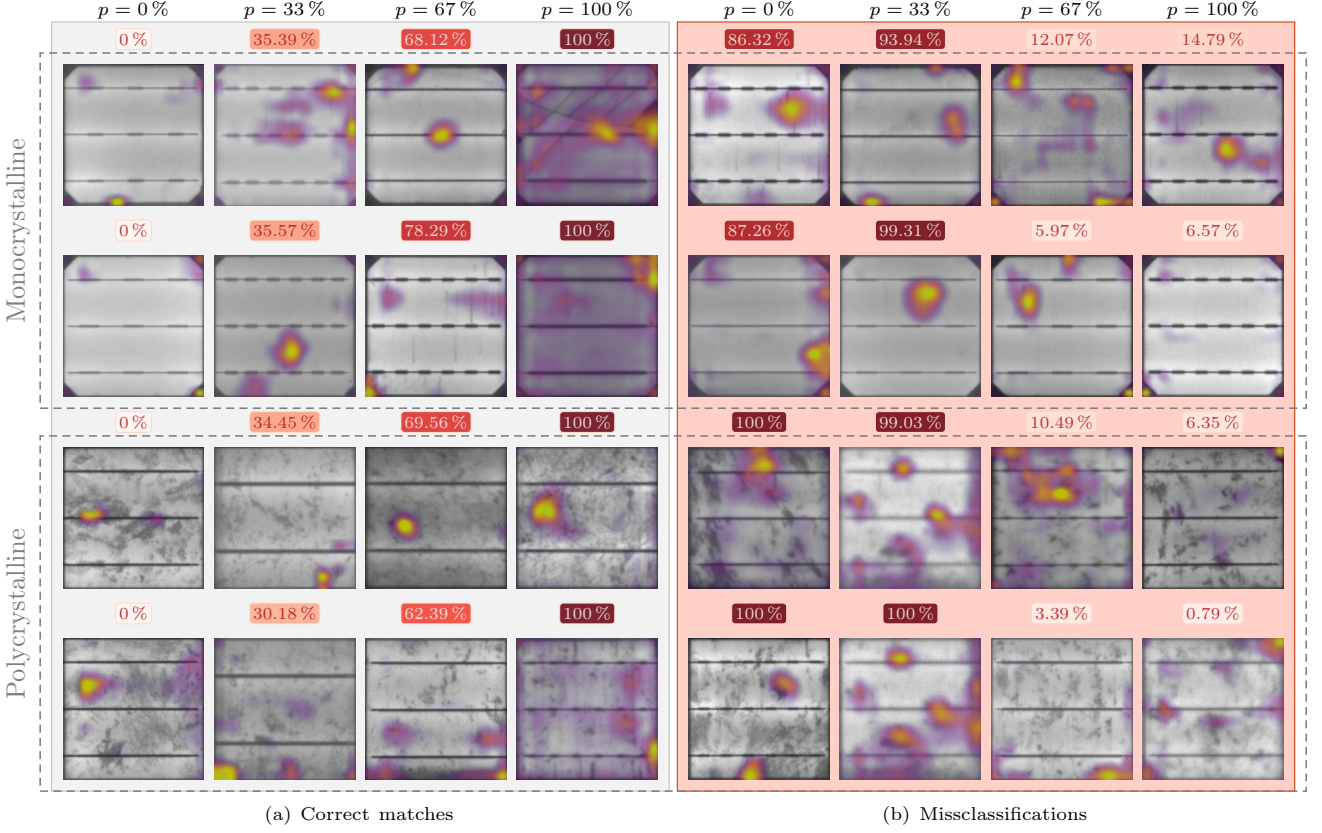 p = 0 % p = 33 % p = 67 % p = 100 % p = 0 % p = 33 % p = 67 % p = 100 %
0 % 35.39 % 68.12 % 100 % 86.32 % 93.94 % 12.07 % 14.79 %
Monocrystalline
0 % 35.57 % 78.29 % 100 % 87.26 % 99.31 % 5.97 % 6.57 %
0 % 34.45 % 69.56 % 100 % 100 % 99.03 % 10.49 % 6.35 %
Polycrystalline
0 % 30.18 % 62.39 % 100 % 100 % 100 % 3.39 % 0.79 %
(a) Correct matches (b) Missclassifications